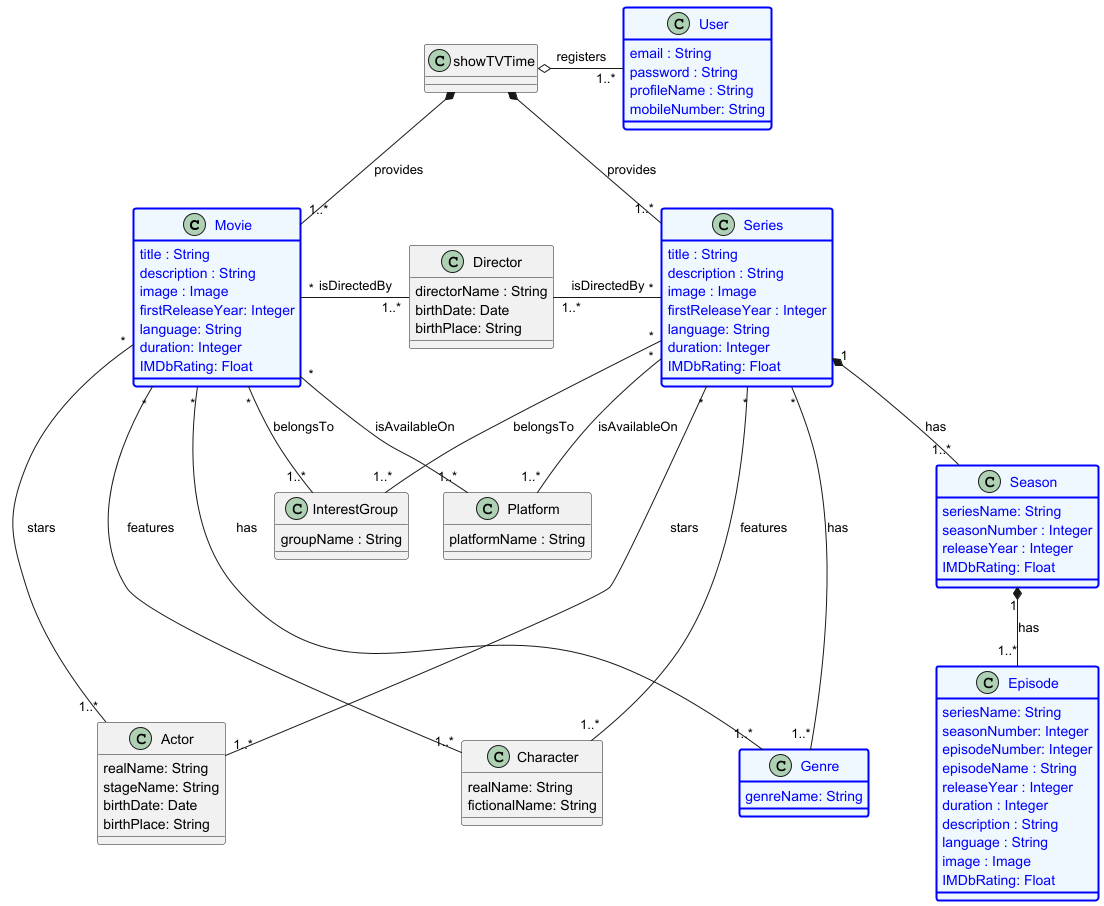 C User
email : String
password : String
profileName : String
mobileNumber: String
C showTVTime
registers
1..*
provides
1..*
provides
1..*
C Movie
title : String
description : String
image : Image
firstReleaseYear: Integer
language: String
duration: Integer
IMDbRating: Float
C Director
directorName : String
birthDate: Date
birthPlace: String
* isDirectedBy
1..*
isDirectedBy *
1..*
C Series
title : String
description : String
image : Image
firstReleaseYear : Integer
language: String
duration: Integer
IMDbRating: Float
*
*
*
*
*
*
*
*
*
*
1
belongsTo
isAvailableOn
belongsTo
isAvailableOn
has
1..*
1..*
1..*
1..*
1..*
C InterestGroup
groupName : String
C Platform
platformName : String
C Season
seriesName: String
seasonNumber : Integer
releaseYear : Integer
IMDbRating: Float
stars
features
has
stars
features
has
1
has
1..*
C Episode
seriesName: String
seasonNumber: Integer
episodeNumber: Integer
episodeName : String
releaseYear : Integer
duration : Integer
description : String
language : String
image : Image
IMDbRating: Float
1..*
1..*
1..*
1..*
1..*
1..*
C Actor
realName: String
stageName: String
birthDate: Date
birthPlace: String
C Character
realName: String
fictionalName: String
C Genre
genreName: String